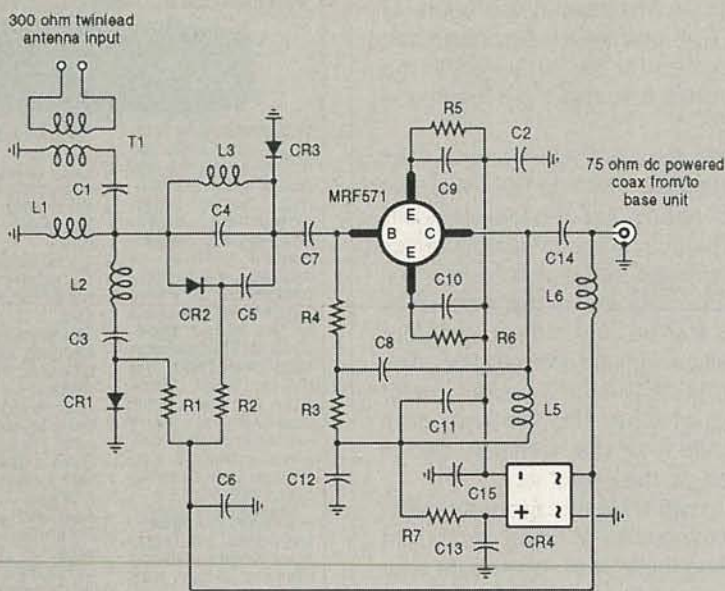 300 ohm twinlead
antenna input
T1
C1
L1
L2
C3
CR1
R1
R2
L3
CR3
C4
CR2
C5
C7
C6
MRF571
R5
C2
C9
E
B
C
E
C10
R6
R4
C8
R3
C11
C12
L5
C15
R7
C13
-
~
+
~
CR4
C14
L6
75 ohm dc powered
coax from/to
base unit